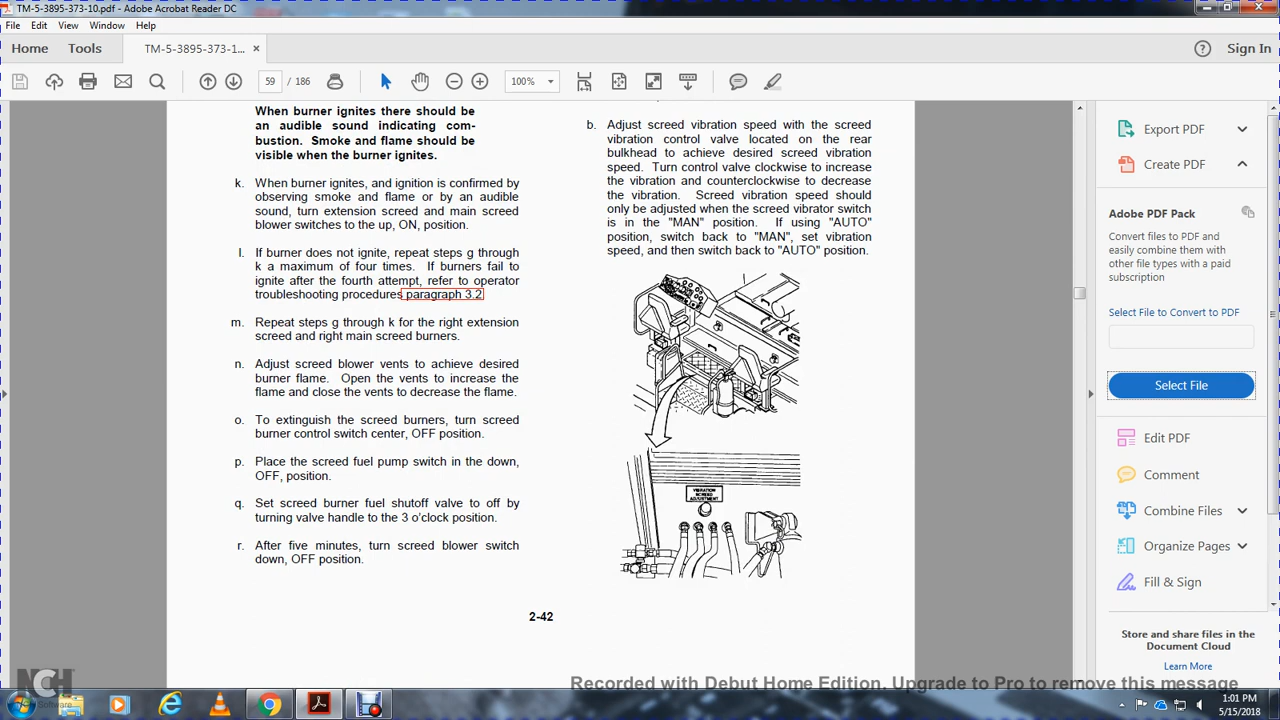 TM-5-3895-373-10.pdf - Adobe Acrobat Reader DC
File Edit View Window Help
Home Tools TM-5-3895-373-1... × Sign In
59 / 186 100%
When burner ignites there should be
an audible sound indicating com-
bustion. Smoke and flame should be
visible when the burner ignites.
k. When burner ignites, and ignition is confirmed by
observing smoke and flame or by an audible
sound, turn extension screed and main screed
blower switches to the up, ON, position.
l. If burner does not ignite, repeat steps g through
k a maximum of four times. If burners fail to
ignite after the fourth attempt, refer to operator
troubleshooting procedures paragraph 3.2
m. Repeat steps g through k for the right extension
screed and right main screed burners.
n. Adjust screed blower vents to achieve desired
burner flame. Open the vents to increase the
flame and close the vents to decrease the flame.
o. To extinguish the screed burners, turn screed
burner control switch center, OFF position.
p. Place the screed fuel pump switch in the down,
OFF, position.
q. Set screed burner fuel shutoff valve to off by
turning valve handle to the 3 o'clock position.
r. After five minutes, turn screed blower switch
down, OFF position.
b. Adjust screed vibration speed with the screed
vibration control valve located on the rear
bulkhead to achieve desired screed vibration
speed. Turn control valve clockwise to increase
the vibration and counterclockwise to decrease
the vibration. Screed vibration speed should
only be adjusted when the screed vibrator switch
is in the "MAN" position. If using "AUTO"
position, switch back to "MAN", set vibration
speed, and then switch back to "AUTO" position.
VIBRATION
SCREED
ADJUSTMENT
2-42
Export PDF
Create PDF
Adobe PDF Pack
Convert files to PDF and
easily combine them with
other file types with a paid
subscription
Select File to Convert to PDF
Select File
Edit PDF
Comment
Combine Files
Organize Pages
Fill & Sign
Store and share files in the
Document Cloud
Learn More
NCH
Software
Recorded with Debut Home Edition. Upgrade to Pro to remove this message
1:01 PM
5/15/2018